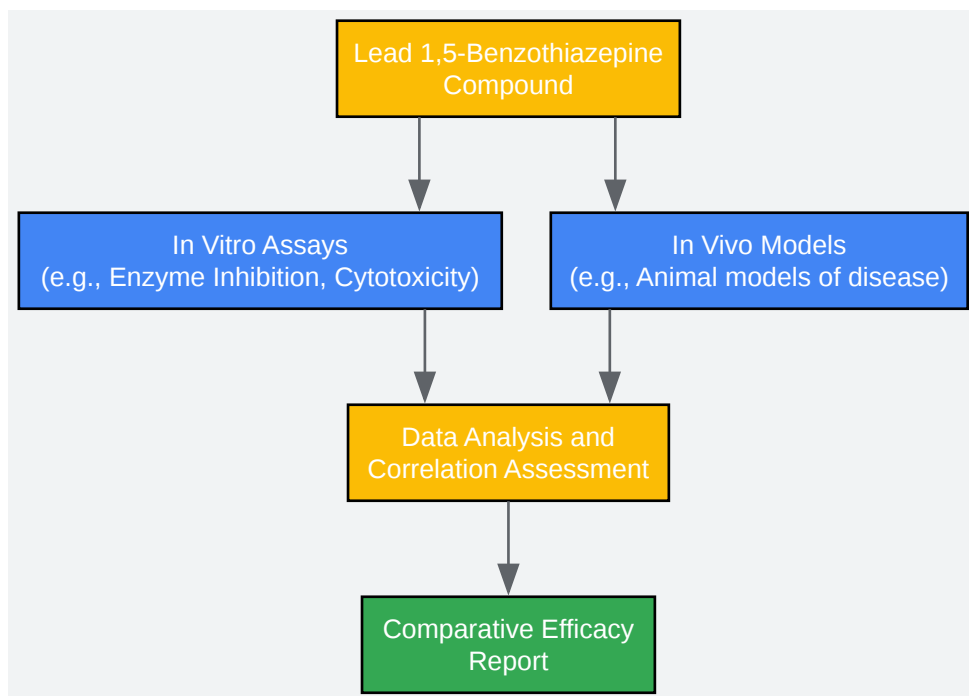 Lead 1,5-Benzothiazepine
Compound
In Vitro Assays
(e.g., Enzyme Inhibition, Cytotoxicity)
In Vivo Models
(e.g., Animal models of disease)
Data Analysis and
Correlation Assessment
Comparative Efficacy
Report